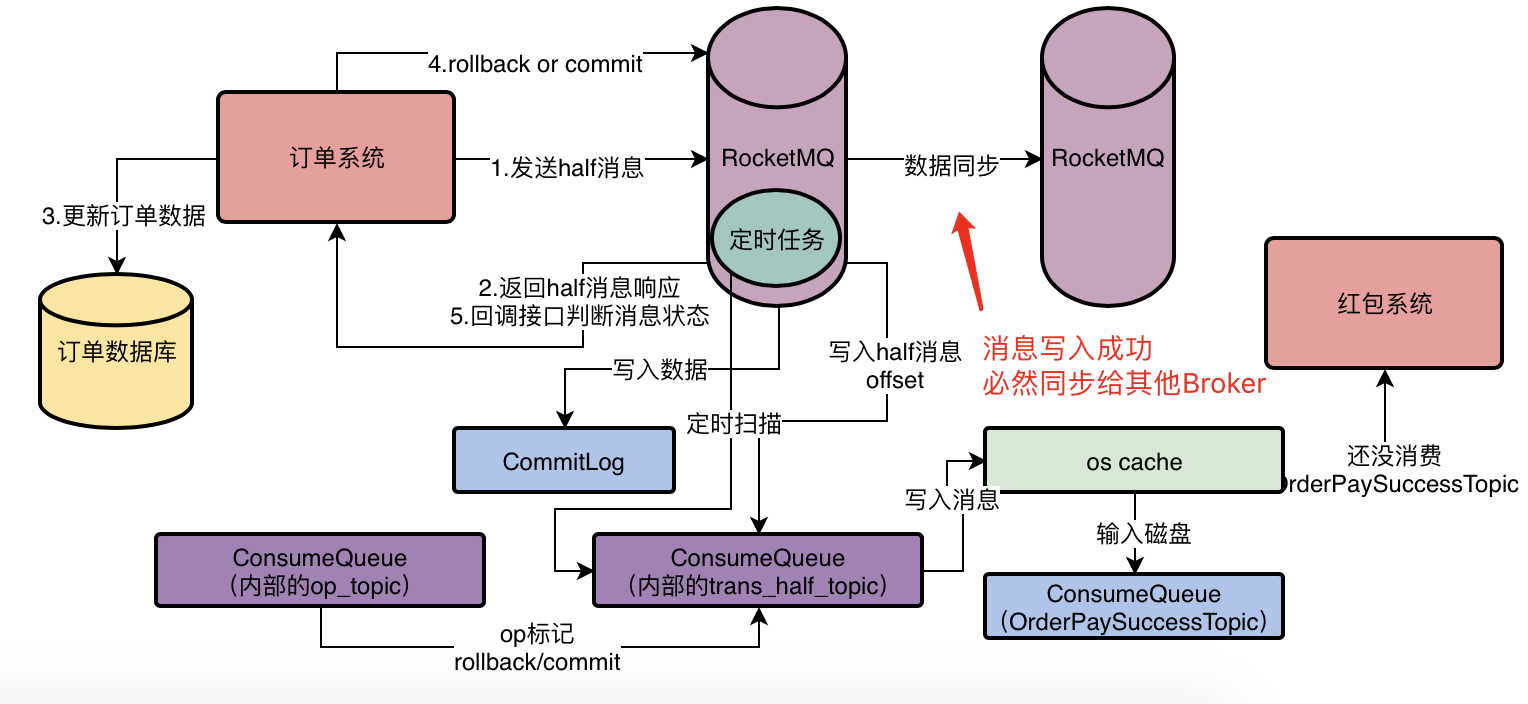 4.rollback or commit
订单系统
1.发送half消息
RocketMQ
数据同步
RocketMQ
3.更新订单数据
定时任务
2.返回half消息响应
5.回调接口判断消息状态
订单数据库
写入half消息
offset
消息写入成功
必然同步给其他Broker
红包系统
写入数据
定时扫描
CommitLog
os cache
还没消费
OrderPaySuccessTopic
写入消息
输入磁盘
ConsumeQueue
（内部的op_topic）
ConsumeQueue
（内部的trans_half_topic）
ConsumeQueue
（OrderPaySuccessTopic）
op标记
rollback/commit